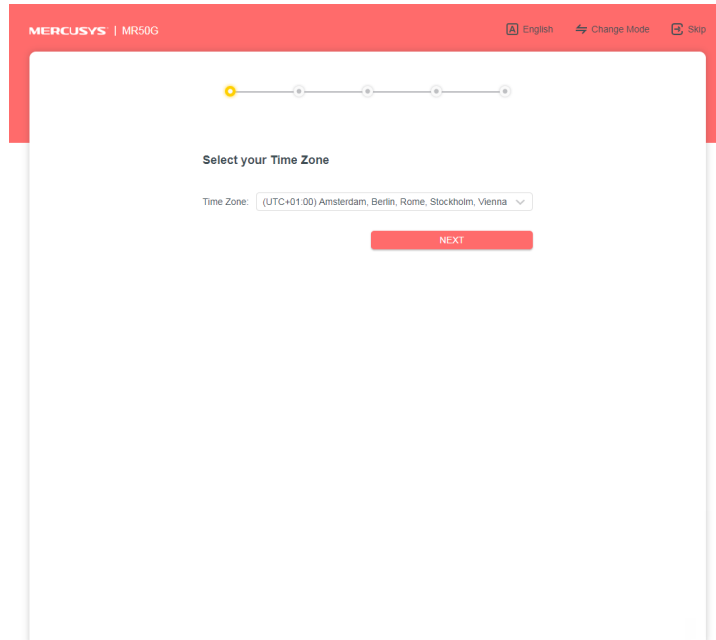 MERCUSYS | MR50G
English Change Mode Skip
Select your Time Zone
Time Zone: (UTC+01:00) Amsterdam, Berlin, Rome, Stockholm, Vienna
NEXT